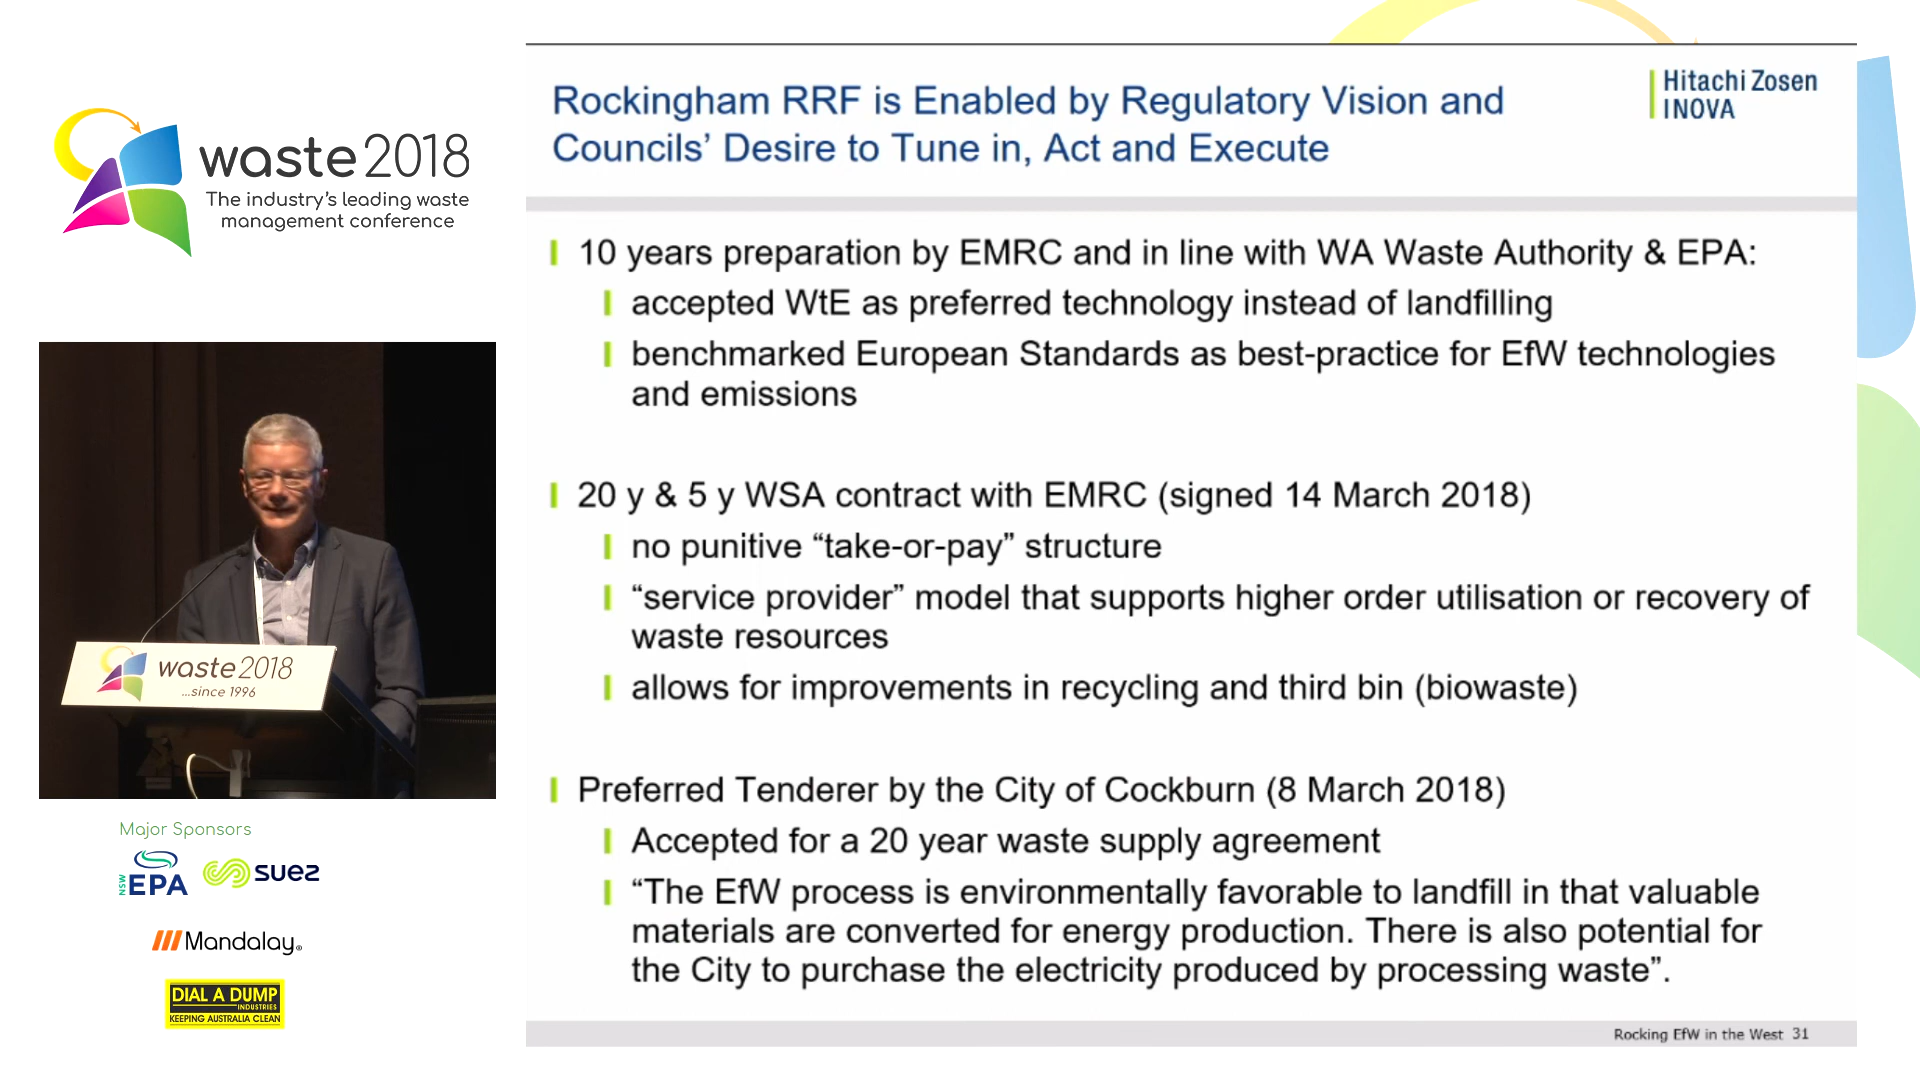 waste2018
The industry's leading waste
management conference
Rockingham RRF is Enabled by Regulatory Vision and
Councils' Desire to Tune in, Act and Execute
Hitachi Zosen
INOVA
10 years preparation by EMRC and in line with WA Waste Authority & EPA:
accepted WtE as preferred technology instead of landfilling
benchmarked European Standards as best-practice for EfW technologies
and emissions
20 y & 5 y WSA contract with EMRC (signed 14 March 2018)
no punitive “take-or-pay” structure
“service provider” model that supports higher order utilisation or recovery of
waste resources
allows for improvements in recycling and third bin (biowaste)
Preferred Tenderer by the City of Cockburn (8 March 2018)
Accepted for a 20 year waste supply agreement
“The EfW process is environmentally favorable to landfill in that valuable
materials are converted for energy production. There is also potential for
the City to purchase the electricity produced by processing waste”.
Rocking EfW in the West 31
waste2018
...since 1996
Major Sponsors
NSW EPA
suez
Mandalay®
DIAL A DUMP
INDUSTRIES
KEEPING AUSTRALIA CLEAN